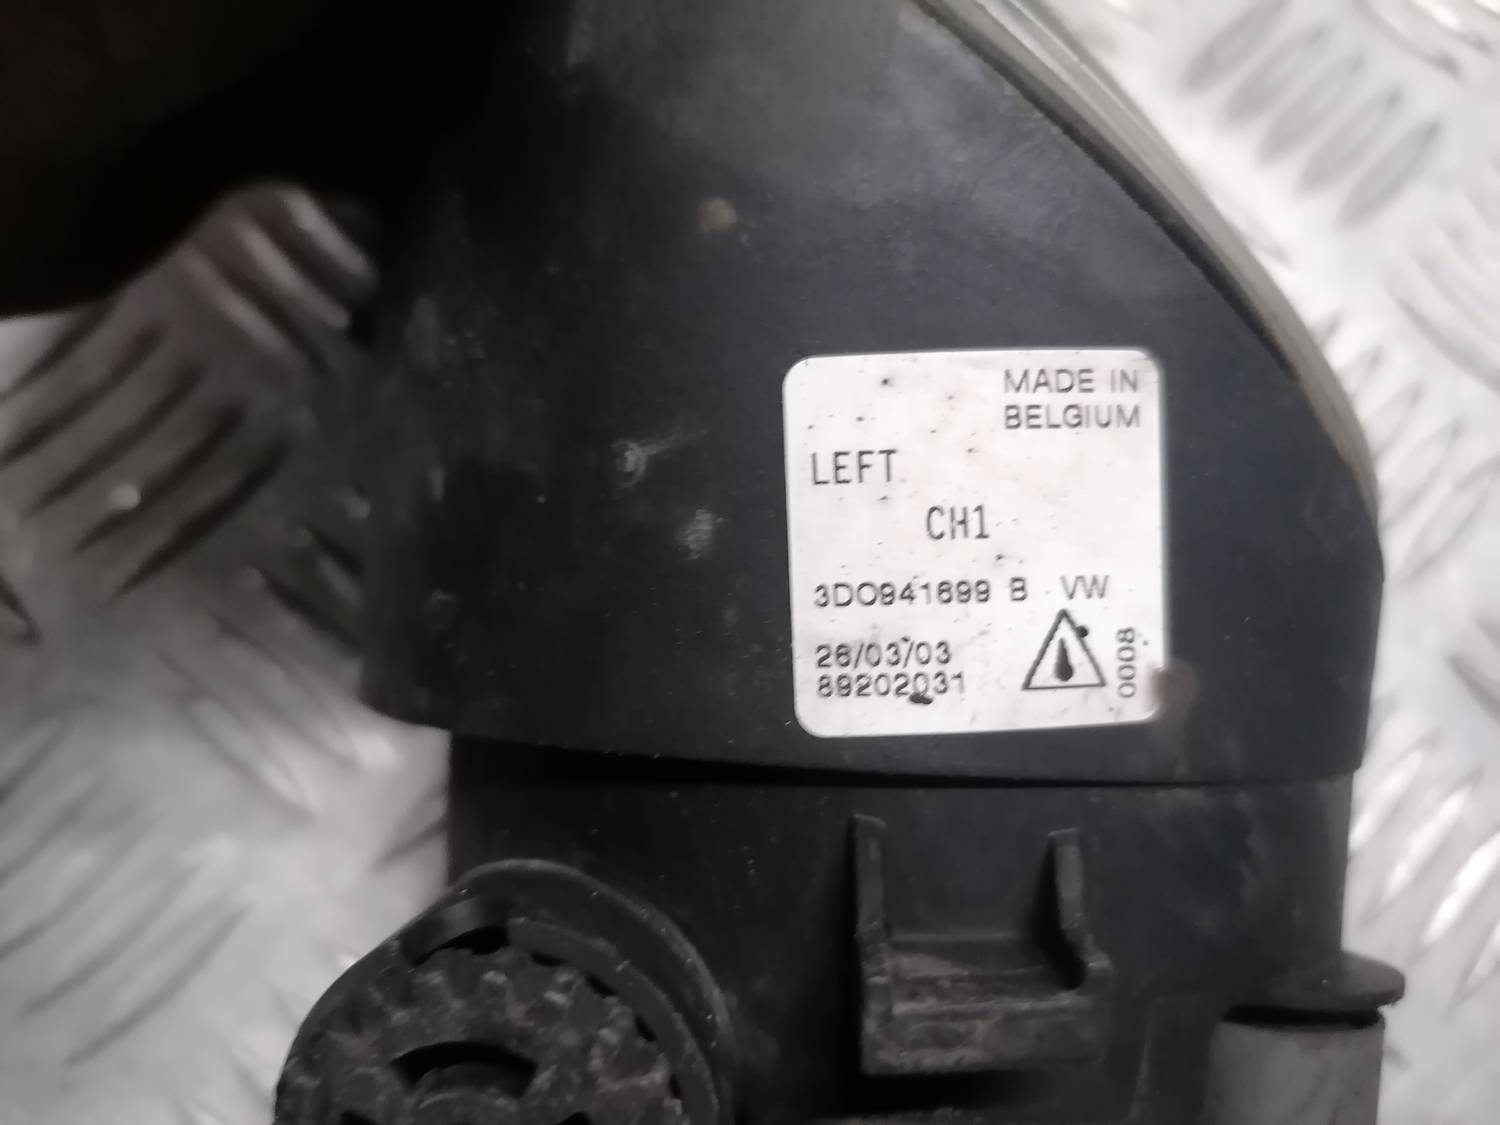 MADE IN
BELGIUM
LEFT
CH1
3D0941699 B VW
26/03/03
89202031
0008